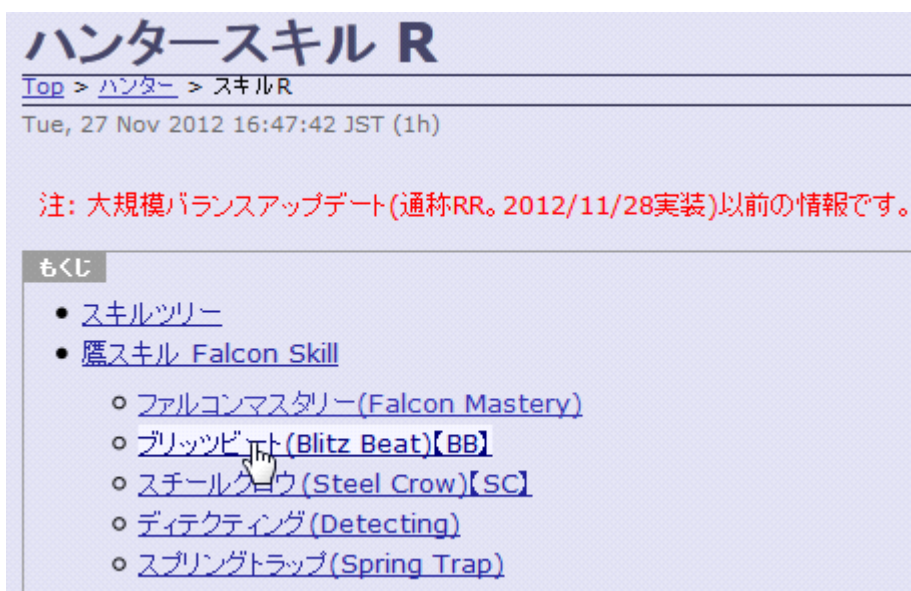 ハンタースキル R
Top > ハンター > スキルR
Tue, 27 Nov 2012 16:47:42 JST (1h)
注: 大規模バランスアップデート(通称RR。2012/11/28実装)以前の情報です。
もくじ
スキルツリー
鷹スキル Falcon Skill
ファルコンマスタリー(Falcon Mastery)
ブリッツビート(Blitz Beat)【BB】
スチールクロウ(Steel Crow)【SC】
ディテクティング(Detecting)
スプリングトラップ(Spring Trap)